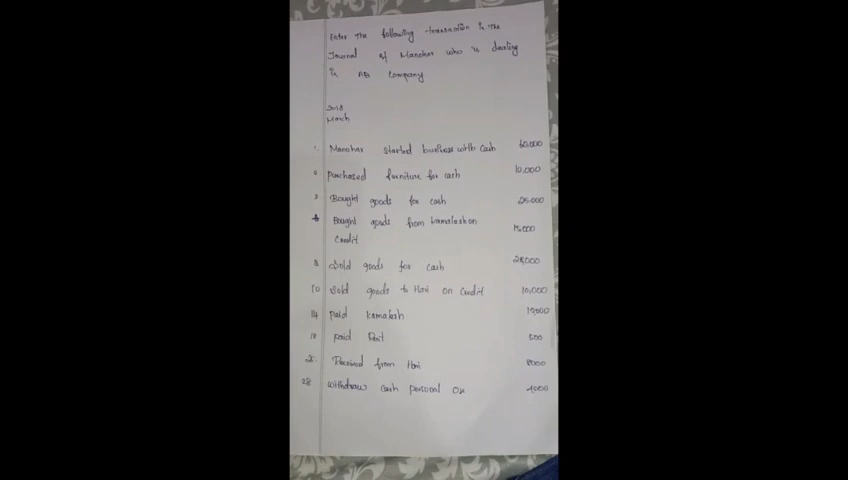 Enter The following transaction in the
Journal of Manohar who is dealing
in AB Company
2018
March
1. Manohar started business with cash 60,000
2 purchased furniture for cash 10,000
3 Bought goods for cash 25,000
Bought goods from kamalesh on
Credit 15,000
8 Sold goods for cash 28,000
10 Sold goods to Hari on Credit 10,000
14 paid kamalesh 10,000
18 paid Rent 500
Received from Hari 8000
28 withdraw cash personal 4000